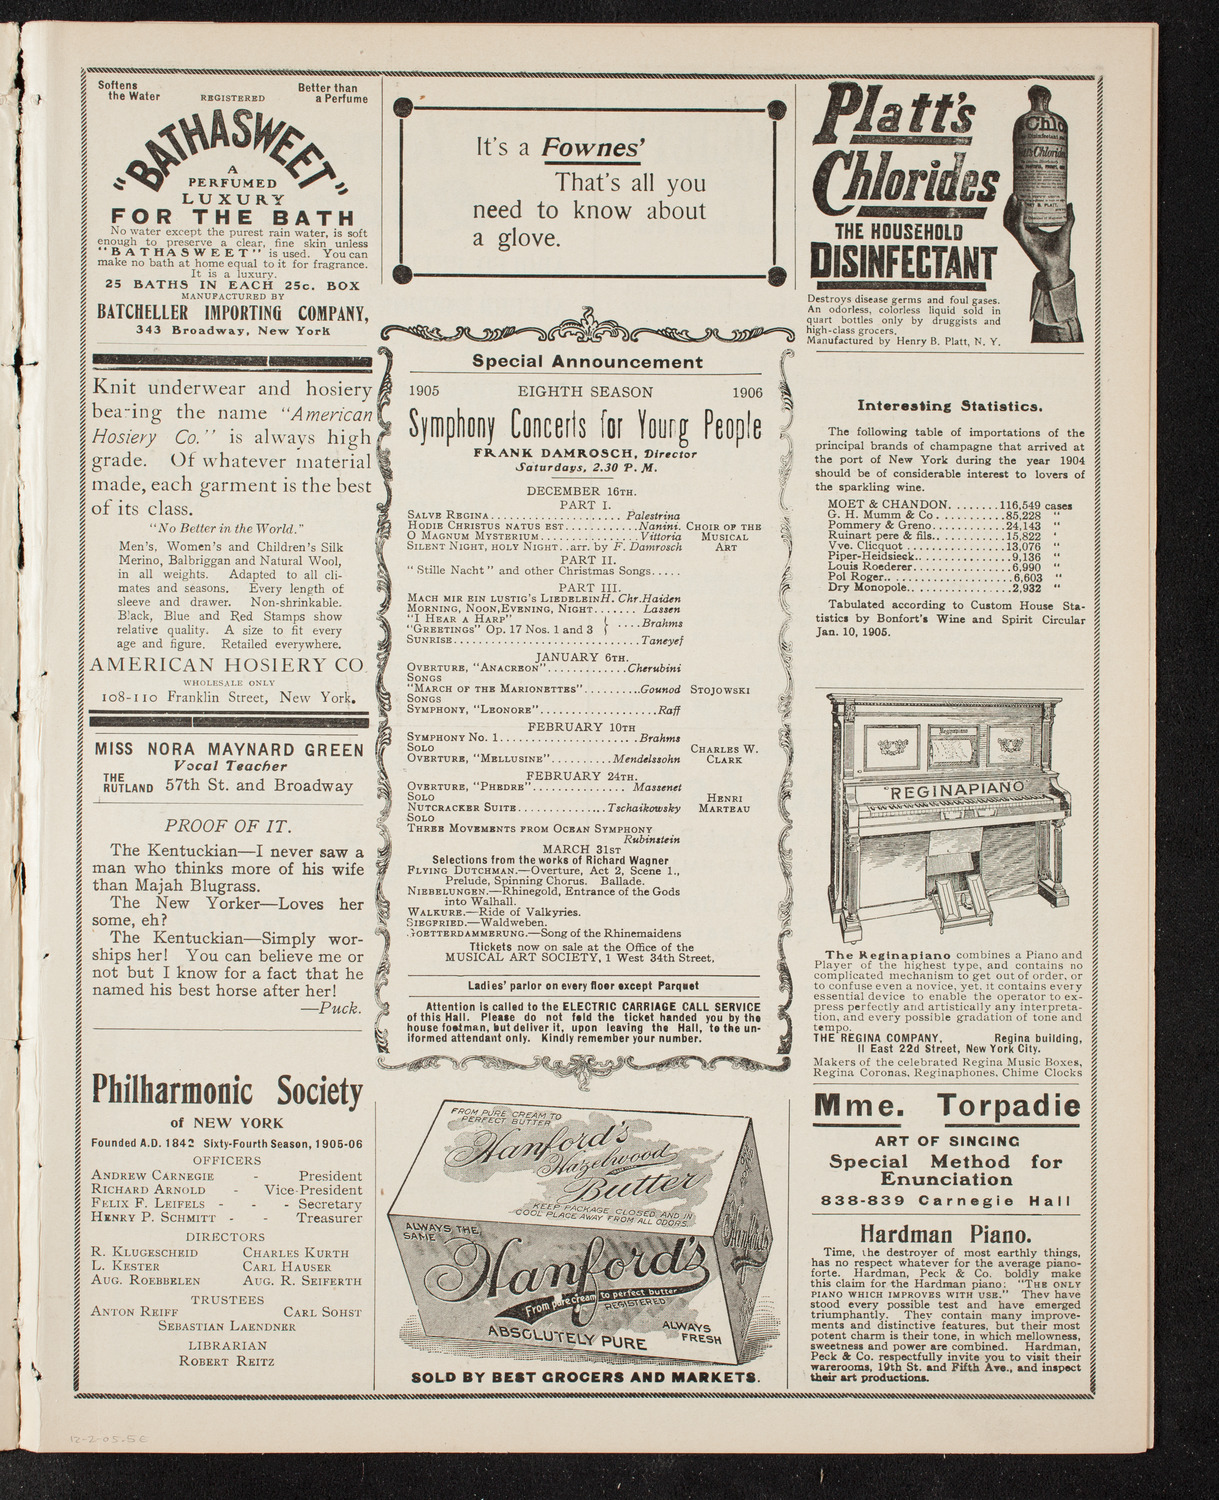 Softens
the Water
Better than
a Perfume
REGISTERED
"BATHASWEET"
A
PERFUMED
LUXURY
FOR THE BATH
No water except the purest rain water, is soft
enough to preserve a clear, fine skin unless
"BATHASWEET" is used. You can
make no bath at home equal to it for fragrance.
It is a luxury.
25 BATHS IN EACH 25c. BOX
MANUFACTURED BY
BATCHELLER IMPORTING COMPANY,
343 Broadway, New York
Knit underwear and hosiery
bearing the name "American
Hosiery Co." is always high
grade. Of whatever material
made, each garment is the best
of its class.
"No Better in the World."
Men's, Women's and Children's Silk
Merino, Balbriggan and Natural Wool,
in all weights. Adapted to all cli-
mates and seasons. Every length of
sleeve and drawer. Non-shrinkable.
Black, Blue and Red Stamps show
relative quality. A size to fit every
age and figure. Retailed everywhere.
AMERICAN HOSIERY CO.
WHOLESALE ONLY
108-110 Franklin Street, New York.
MISS NORA MAYNARD GREEN
Vocal Teacher
THE
RUTLAND 57th St. and Broadway
PROOF OF IT.
The Kentuckian—I never saw a
man who thinks more of his wife
than Majah Blugrass.
The New Yorker—Loves her
some, eh?
The Kentuckian—Simply wor-
ships her! You can believe me or
not but I know for a fact that he
named his best horse after her!
—Puck.
Philharmonic Society
of NEW YORK
Founded A.D. 1842 Sixty-Fourth Season, 1905-06
OFFICERS
ANDREW CARNEGIE - President
RICHARD ARNOLD - Vice-President
FELIX F. LEIFELS - - - Secretary
HENRY P. SCHMITT - - Treasurer
DIRECTORS
R. KLUGESCHEID CHARLES KURTH
L. KESTER CARL HAUSER
AUG. ROEBBELEN AUG. R. SEIFERTH
TRUSTEES
ANTON REIFF CARL SOHST
SEBASTIAN LAENDNER
LIBRARIAN
ROBERT REITZ
It's a Fownes'
That's all you
need to know about
a glove.
Special Announcement
1905 EIGHTH SEASON 1906
Symphony Concerts for Young People
FRANK DAMROSCH, Director
Saturdays, 2.30 P. M.
DECEMBER 16TH.
PART I.
SALVE REGINA..................... Palestrina
HODIE CHRISTUS NATUS EST............Nanini. CHOIR OF THE
O MAGNUM MYSTERIUM................Vittoria MUSICAL
SILENT NIGHT, HOLY NIGHT..arr. by F. Damrosch ART
PART II.
"Stille Nacht" and other Christmas Songs.....
PART III.
MACH MIR EIN LUSTIG'S LIEDELEIN H. Chr. Haiden
MORNING, NOON, EVENING, NIGHT....... Lassen
"I HEAR A HARP"
"GREETINGS" Op. 17 Nos. 1 and 3 } ....Brahms
SUNRISE..............................Taneyef
JANUARY 6TH.
OVERTURE, "ANACREON".............Cherubini
SONGS
"MARCH OF THE MARIONETTES".........Gounod STOJOWSKI
SONGS
SYMPHONY, "LEONORE"...................Raff
FEBRUARY 10TH
SYMPHONY No. 1.......................Brahms
SOLO CHARLES W.
OVERTURE, "MELLUSINE"..........Mendelssohn CLARK
FEBRUARY 24TH.
OVERTURE, "PHEDRE"............... Massenet
SOLO HENRI
NUTCRACKER SUITE...............Tschaikowsky MARTEAU
SOLO
THREE MOVEMENTS FROM OCEAN SYMPHONY
Rubinstein
MARCH 31ST
Selections from the works of Richard Wagner
FLYING DUTCHMAN.—Overture, Act 2, Scene 1.,
Prelude, Spinning Chorus. Ballade.
NIEBELUNGEN.—Rhinegold, Entrance of the Gods
into Walhall.
WALKURE.—Ride of Valkyries.
SIEGFRIED.—Waldweben.
GOETTERDAMMERUNG.—Song of the Rhinemaidens
Ttickets now on sale at the Office of the
MUSICAL ART SOCIETY, 1 West 34th Street.
Ladies' parlor on every floor except Parquet
Attention is called to the ELECTRIC CARRIAGE CALL SERVICE
of this Hall. Please do not fold the ticket handed you by the
house footman, but deliver it, upon leaving the Hall, to the un-
iformed attendant only. Kindly remember your number.
FROM PURE CREAM TO
PERFECT BUTTER
Hanford's
Hazelwood
Butter
KEEP PACKAGE CLOSED AND IN
COOL PLACE AWAY FROM ALL ODORS.
ALWAYS THE
SAME
Hanford's
From pure cream to perfect butter
REGISTERED
ABSOLUTELY PURE
ALWAYS
FRESH
Hanford's
SOLD BY BEST GROCERS AND MARKETS.
Platt's
Chlorides
THE HOUSEHOLD
DISINFECTANT
Destroys disease germs and foul gases.
An odorless, colorless liquid sold in
quart bottles only by druggists and
high-class grocers.
Manufactured by Henry B. Platt, N. Y.
Interesting Statistics.
The following table of importations of the
principal brands of champagne that arrived at
the port of New York during the year 1904
should be of considerable interest to lovers of
the sparkling wine.
MOET & CHANDON........116,549 cases
G. H. Mumm & Co...........85,228 "
Pommery & Greno............24,143 "
Ruinart pere & fils............15,822 "
Vve. Clicquot ................13,076 "
Piper-Heidsieck................9,136 "
Louis Roederer................6,990 "
Pol Roger.. ..................6,603 "
Dry Monopole..................2,932 "
Tabulated according to Custom House Sta-
tistics by Bonfort's Wine and Spirit Circular
Jan. 10, 1905.
REGINAPIANO
The Reginapiano combines a Piano and
Player of the highest type, and contains no
complicated mechanism to get out of order, or
to confuse even a novice, yet, it contains every
essential device to enable the operator to ex-
press perfectly and artistically any interpreta-
tion, and every possible gradation of tone and
tempo.
THE REGINA COMPANY, Regina building,
11 East 22d Street, New York City.
Makers of the celebrated Regina Music Boxes,
Regina Coronas, Reginaphones, Chime Clocks
Mme. Torpadie
ART OF SINGING
Special Method for
Enunciation
838-839 Carnegie Hall
Hardman Piano.
Time, the destroyer of most earthly things,
has no respect whatever for the average piano-
forte. Hardman, Peck & Co. boldly make
this claim for the Hardman piano: "THE ONLY
PIANO WHICH IMPROVES WITH USE." They have
stood every possible test and have emerged
triumphantly. They contain many improve-
ments and distinctive features, but their most
potent charm is their tone, in which mellowness,
sweetness and power are combined. Hardman,
Peck & Co. respectfully invite you to visit their
warerooms, 19th St. and Fifth Ave., and inspect
their art productions.
12-2-05.5E